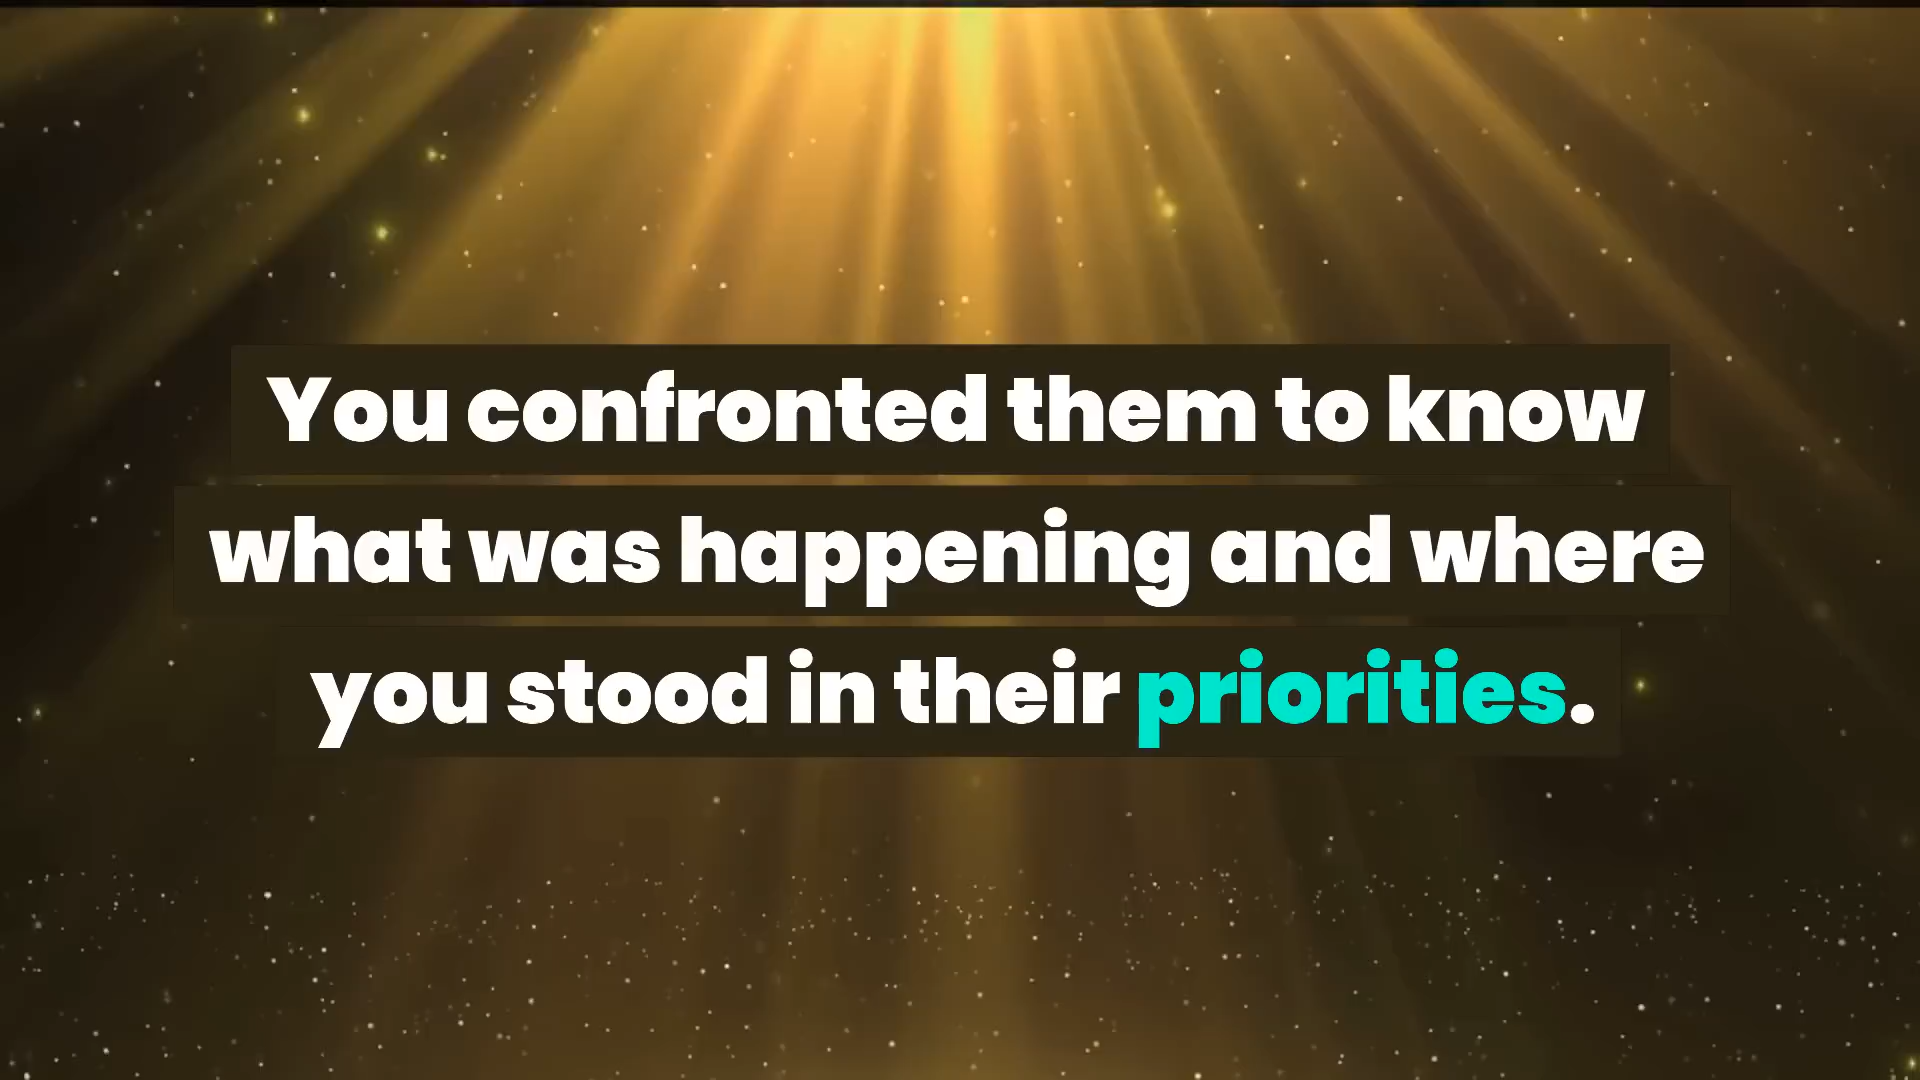 You confronted them to know
what was happening and where
you stood in their priorities.